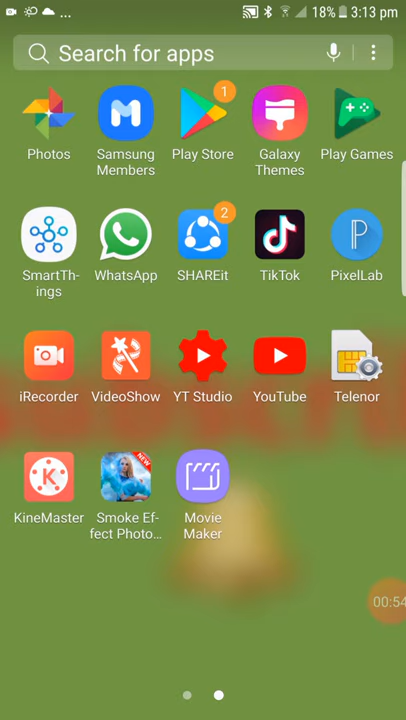 ... 18% 3:13 pm
Search for apps
1
Photos Samsung Members Play Store Galaxy Themes Play Games
2
SmartTh-
ings WhatsApp SHAREit TikTok PixelLab
iRecorder VideoShow YT Studio YouTube Telenor
NEW
KineMaster Smoke Ef-
fect Photo... Movie Maker
00:54